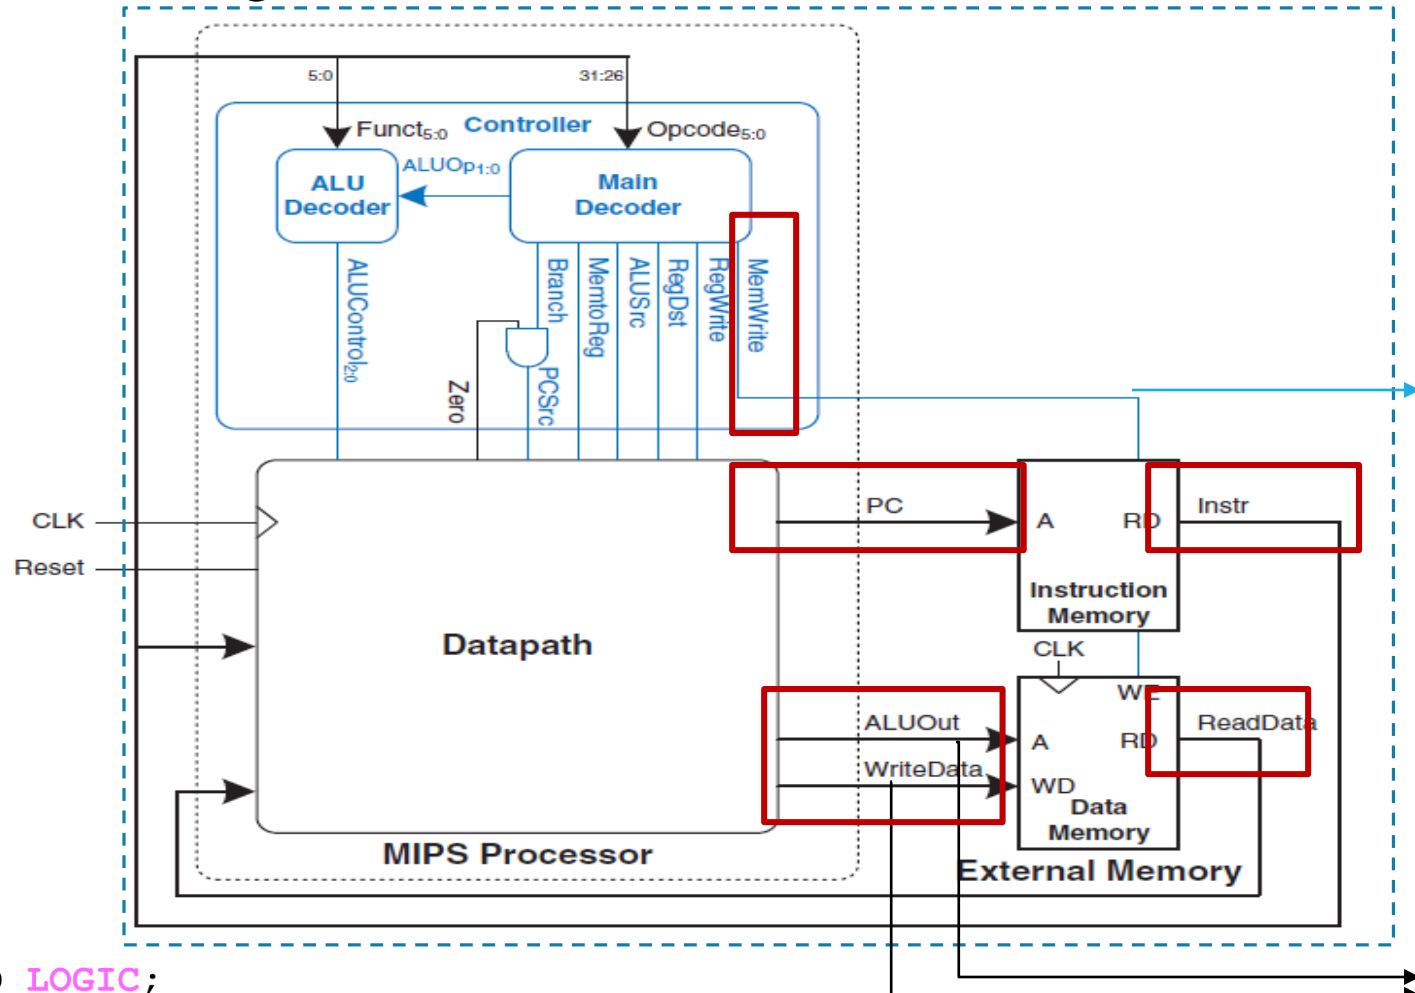 5:0
31:26
Funct5:0
Controller
Opcode5:0
ALU
Decoder
ALUOp1:0
Main
Decoder
ALUControl2:0
Zero
Branch
PCSrc
MemtoReg
ALUSrc
RegDst
RegWrite
MemWrite
CLK
Reset
Datapath
PC
A
RD
Instr
Instruction
Memory
CLK
WE
ALUOut
A
RD
ReadData
WriteData
WD
Data
Memory
MIPS Processor
External Memory
LOGIC;